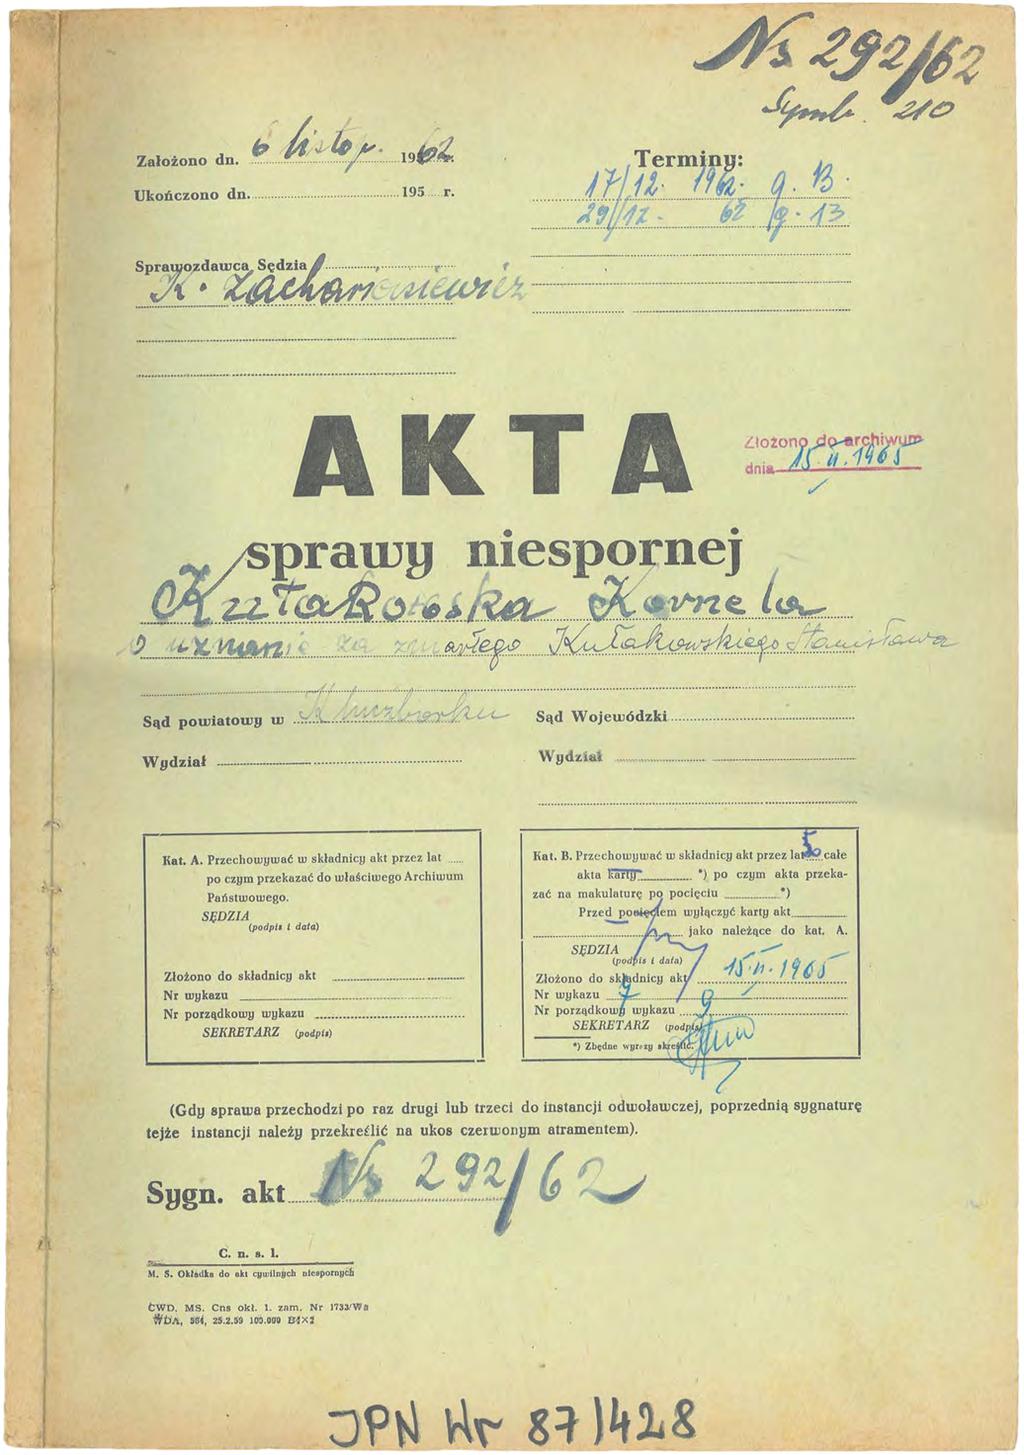 Ns 292/62
Symb. 210
Założono dn. 6 listop. 1962 r.
Ukończono dn. 195 r.
Terminy:
17/12. 1962. g. 13.
29/12. 62 g. 13
Sprawozdawca Sędzia
K. Zachariasiewicz
AKTA
Złożono do archiwum
dnia 15.II.1965
sprawy niespornej
Kułakowska Kornela
o uznanie za zmarłego Kułakowskiego Stanisława
Sąd powiatowy w Kluczborku Sąd Wojewódzki
Wydział Wydział
Kat. A. Przechowywać w składnicy akt przez lat
po czym przekazać do właściwego Archiwum
Państwowego.
SĘDZIA
(podpis i data)
Złożono do składnicy akt
Nr wykazu
Nr porządkowy wykazu
SEKRETARZ (podpis)
Kat. B. Przechowywać w składnicy akt przez lat 50 całe
akta karty *) po czym akta przeka-
zać na makulaturę po pocięciu *)
Przed pocięciem wyłączyć karty akt
jako należące do kat. A.
SĘDZIA
(podpis i data)
Złożono do składnicy akt 15.II.1965
Nr wykazu 7
Nr porządkowy wykazu 9
SEKRETARZ (podpis)
*) Zbędne wyrazy skreślić.
(Gdy sprawa przechodzi po raz drugi lub trzeci do instancji odwoławczej, poprzednią sygnaturę
tejże instancji należy przekreślić na ukos czerwonym atramentem).
Sygn. akt Ns 292/62
C. n. s. 1.
M. S. Okładka do akt cywilnych niespornych
CWD. MS. Cns okł. 1. zam. Nr 1733/Wa
WDA, 564, 25.2.59 100.000 B4X2
JPN Wr 87/428